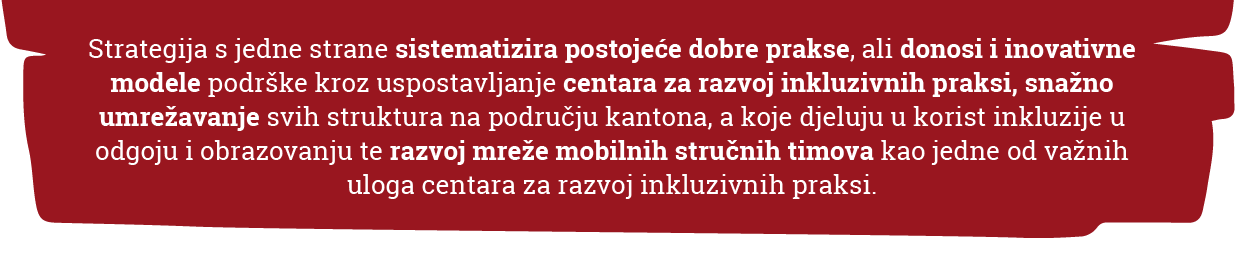 Strategija s jedne strane sistematizira postojeće dobre prakse, ali donosi i inovativne
modele podrške kroz uspostavljanje centara za razvoj inkluzivnih praksi, snažno
umrežavanje svih struktura na području kantona, a koje djeluju u korist inkluzije u
odgoju i obrazovanju te razvoj mreže mobilnih stručnih timova kao jedne od važnih
uloga centara za razvoj inkluzivnih praksi.